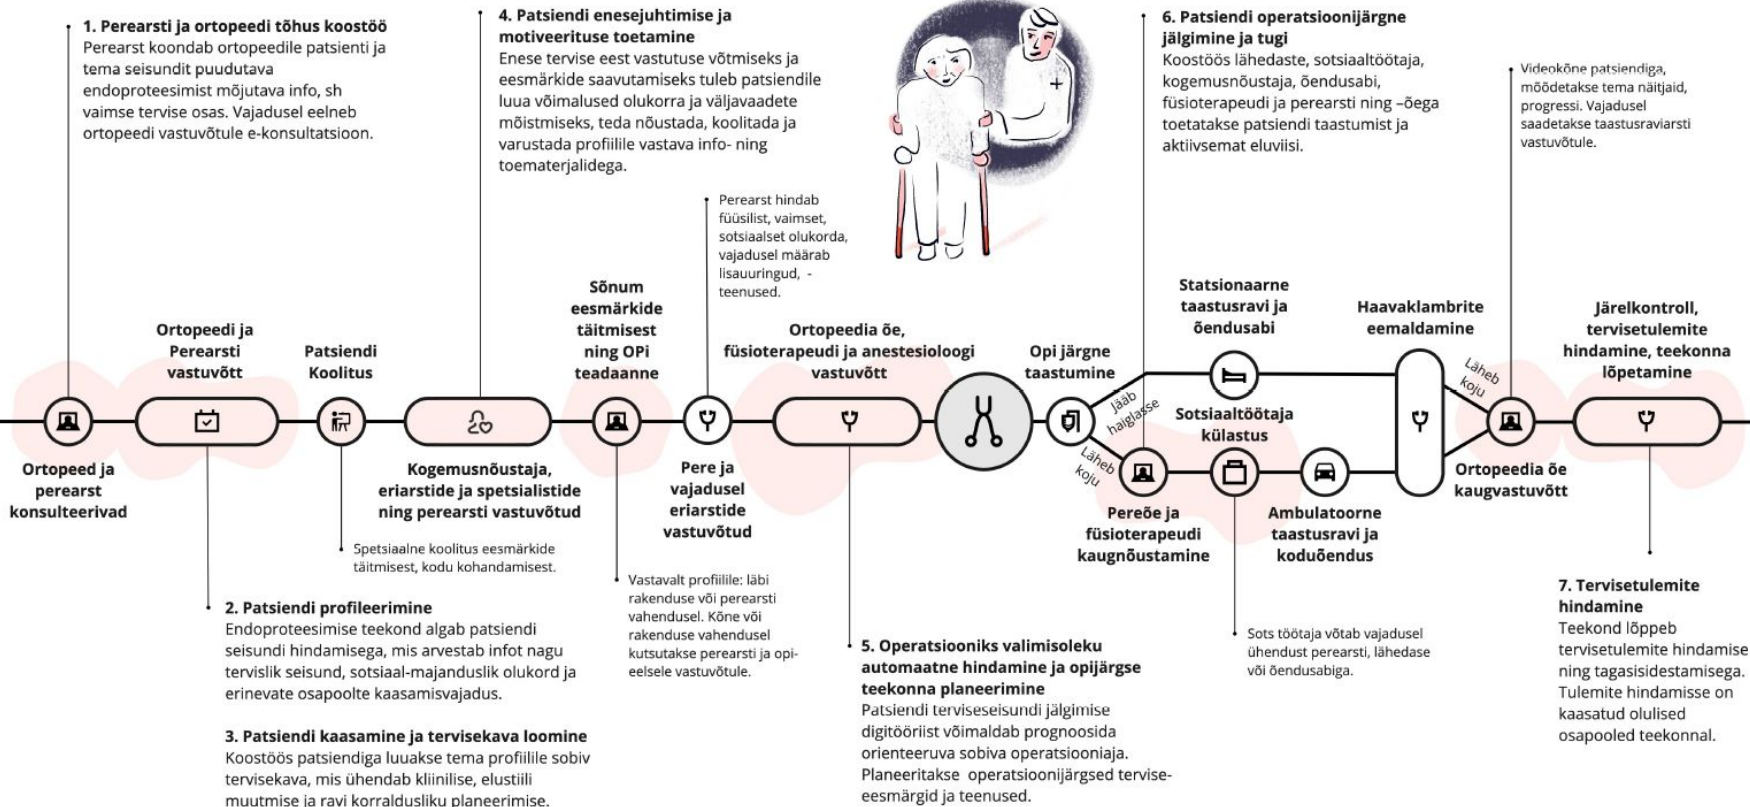 1. Perearsti ja ortopeedi tõhus koostöö
Perearst koondab ortopeedile patsienti ja
tema seisundit puudutava
endoproteesimist mõjutava info, sh
vaimse tervise osas. Vajadusel eelneb
ortopeedi vastuvõtule e-konsultatsioon.
4. Patsiendi enesejuhtimise ja
motiveerituse toetamine
Enese tervise eest vastutuse võtmiseks ja
eesmärkide saavutamiseks tuleb patsiendile
luua võimalused olukorra ja väljavaadete
mõistmiseks, teda nõustada, koolitada ja
varustada profiilile vastava info- ning
toematerjalidega.
6. Patsiendi operatsioonijärgne
jälgimine ja tugi
Koostöös lähedaste, sotsiaaltöötaja,
kogemusnõustaja, õendusabi,
füsioterapeudi ja perearsti ning –õega
toetatakse patsiendi taastumist ja
aktiivsemat eluviisi.
Videokõne patsiendiga,
mõõdetakse tema näitjaid,
progressi. Vajadusel
saadetakse taastusraviarsti
vastuvõtule.
Perearst hindab
füüsilist, vaimset,
sotsiaalset olukorda,
vajadusel määrab
lisauuringud, -
teenused.
Ortopeedi ja
Perearsti
vastuvõtt
Patsiendi
Koolitus
Sõnum
eesmärkide
täitmisest
ning OPi
teadaanne
Ortopeedia õe,
füsioterapeudi ja anestesioloogi
vastuvõtt
Opi järgne
taastumine
Statsionaarne
taastusravi ja
õendusabi
Haavaklambrite
eemaldamine
Järelkontroll,
tervisetulemite
hindamine, teekonna
lõpetamine
Jääb
haiglasse
Läheb
koju
Läheb
koju
Sotsiaaltöötaja
külastus
Ortopeed ja
perearst
konsulteerivad
Kogemusnõustaja,
eriarstide ja spetsialistide
ning perearsti vastuvõtud
Pere ja
vajadusel
eriarstide
vastuvõtud
Pereõe ja
füsioterapeudi
kaugnõustamine
Ambulatoorne
taastusravi ja
koduõendus
Ortopeedia õe
kaugvastuvõtt
Spetsiaalne koolitus eesmärkide
täitmisest, kodu kohandamisest.
2. Patsiendi profileerimine
Endoproteesimise teekond algab patsiendi
seisundi hindamisega, mis arvestab infot nagu
tervislik seisund, sotsiaal-majanduslik olukord ja
erinevate osapoolte kaasamisvajadus.
3. Patsiendi kaasamine ja tervisekava loomine
Koostöös patsiendiga luuakse tema profiilile sobiv
tervisekava, mis ühendab kliinilise, elustiili
muutmise ja ravi korraldusliku planeerimise.
Vastavalt profiilile: läbi
rakenduse või perearsti
vahendusel. Kõne või
rakenduse vahendusel
kutsutakse perearsti ja opi-
eelsele vastuvõtule.
5. Operatsiooniks valimisoleku
automaatne hindamine ja opijärgse
teekonna planeerimine
Patsiendi terviseseisundi jälgimise
digitööriist võimaldab prognoosida
orienteeruva sobiva operatsiooniaja.
Planeeritakse operatsioonijärgsed tervise-
eesmärgid ja teenused.
Sots töötaja võtab vajadusel
ühendust perearsti, lähedase
või õendusabiga.
7. Tervisetulemite
hindamine
Teekond lõppeb
tervisetulemite hindamise
ning tagasisidestamisega.
Tulemite hindamisse on
kaasatud olulised
osapooled teekonnal.